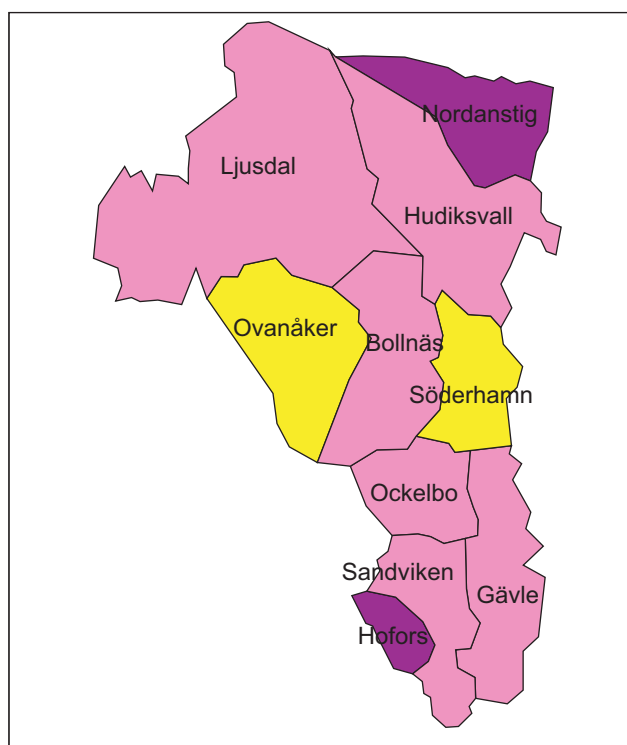 Nordanstig
Ljusdal
Hudiksvall
Ovanåker
Bollnäs
Söderhamn
Ockelbo
Sandviken
Gävle
Hofors